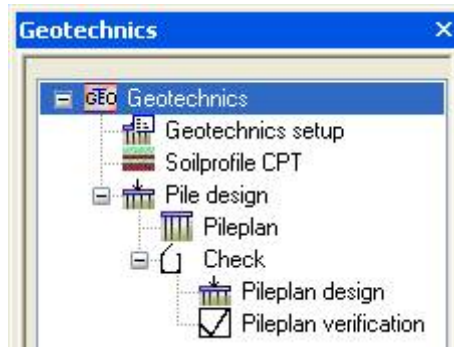 Geotechnics
GEO Geotechnics
Geotechnics setup
Soilprofile CPT
Pile design
Pileplan
Check
Pileplan design
Pileplan verification